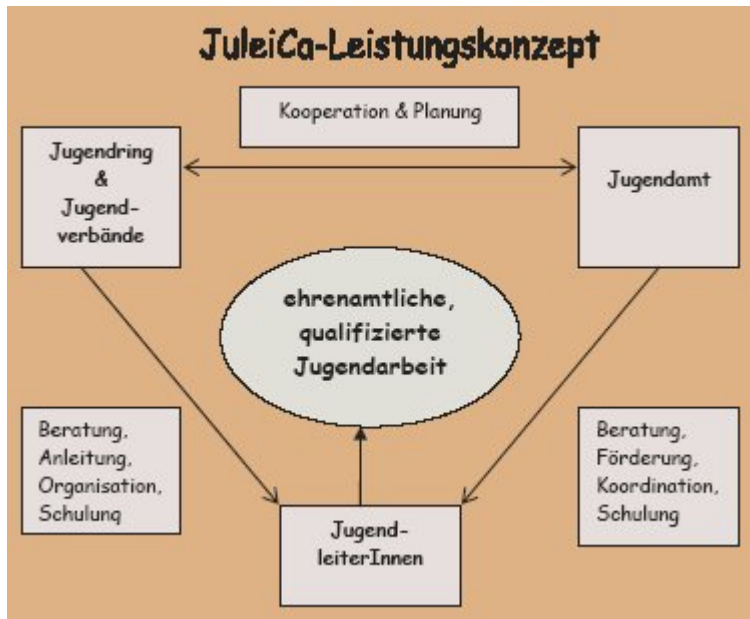 JuleiCa-Leistungskonzept
Kooperation & Planung
Jugendring
&
Jugend-
verbände
Jugendamt
ehrenamtliche,
qualifizierte
Jugendarbeit
Beratung,
Anleitung,
Organisation,
Schulung
Beratung,
Förderung,
Koordination,
Schulung
Jugend-
leiterInnen